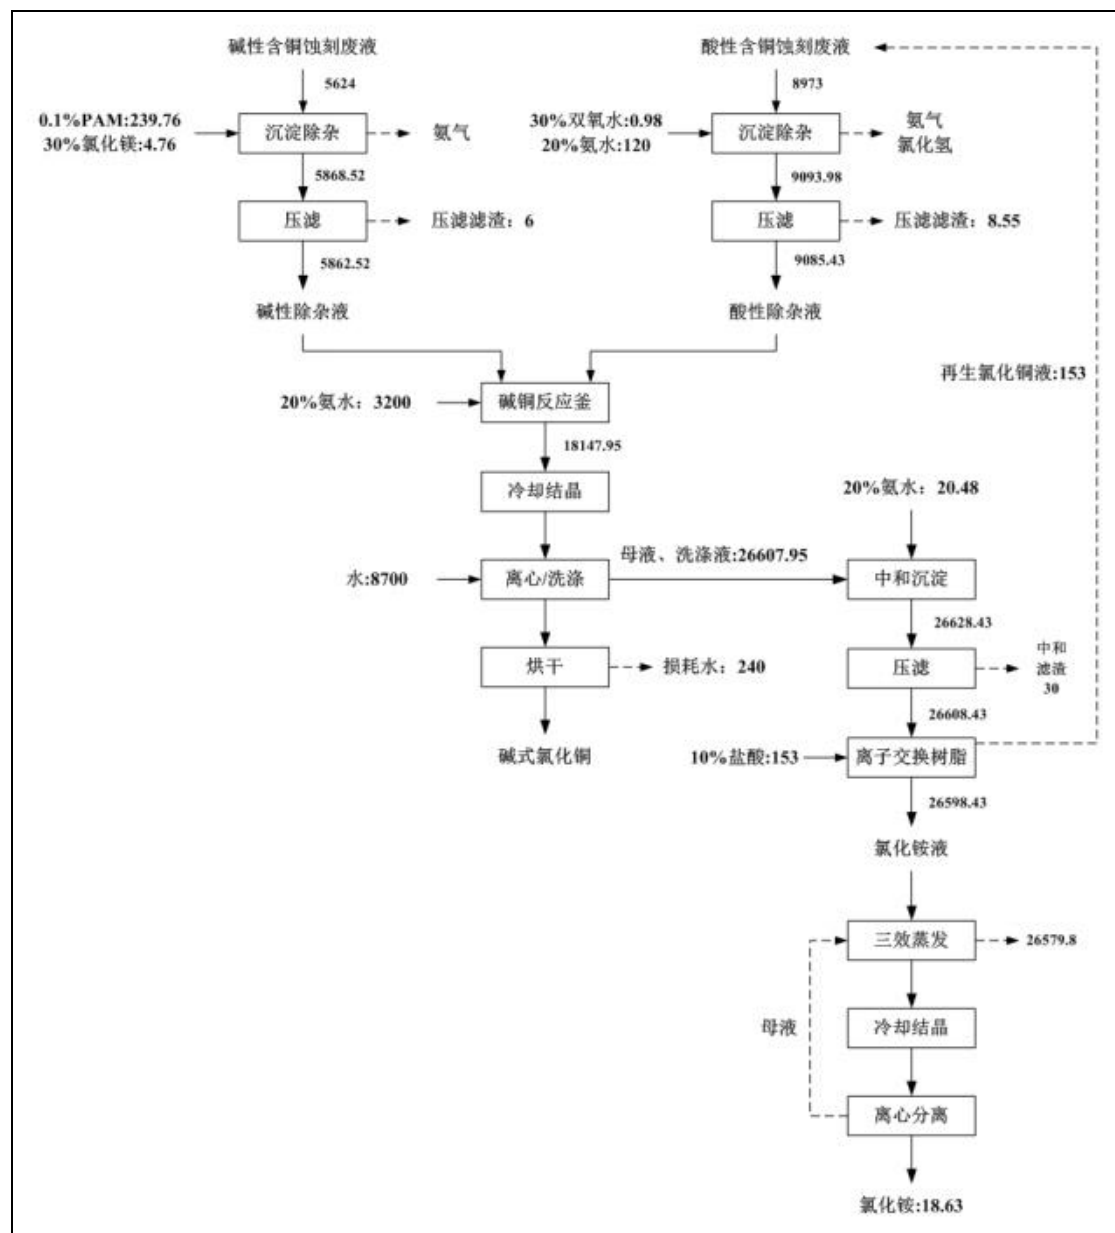 碱性含铜蚀刻废液
酸性含铜蚀刻废液
5624
8973
0.1%PAM:239.76
30%氯化镁:4.76
沉淀除杂
氨气
30%双氧水:0.98
20%氨水:120
沉淀除杂
氨气
氯化氢
5868.52
9093.98
压滤
压滤滤渣：6
压滤
压滤滤渣：8.55
5862.52
9085.43
碱性除杂液
酸性除杂液
再生氯化铜液:153
20%氨水：3200
碱铜反应釜
18147.95
冷却结晶
20%氨水：20.48
母液、洗涤液:26607.95
水:8700
离心/洗涤
中和沉淀
26628.43
烘干
损耗水：240
压滤
中和
滤渣
30
26608.43
碱式氯化铜
10%盐酸:153
离子交换树脂
26598.43
氯化铵液
三效蒸发
26579.8
母液
冷却结晶
离心分离
氯化铵:18.63